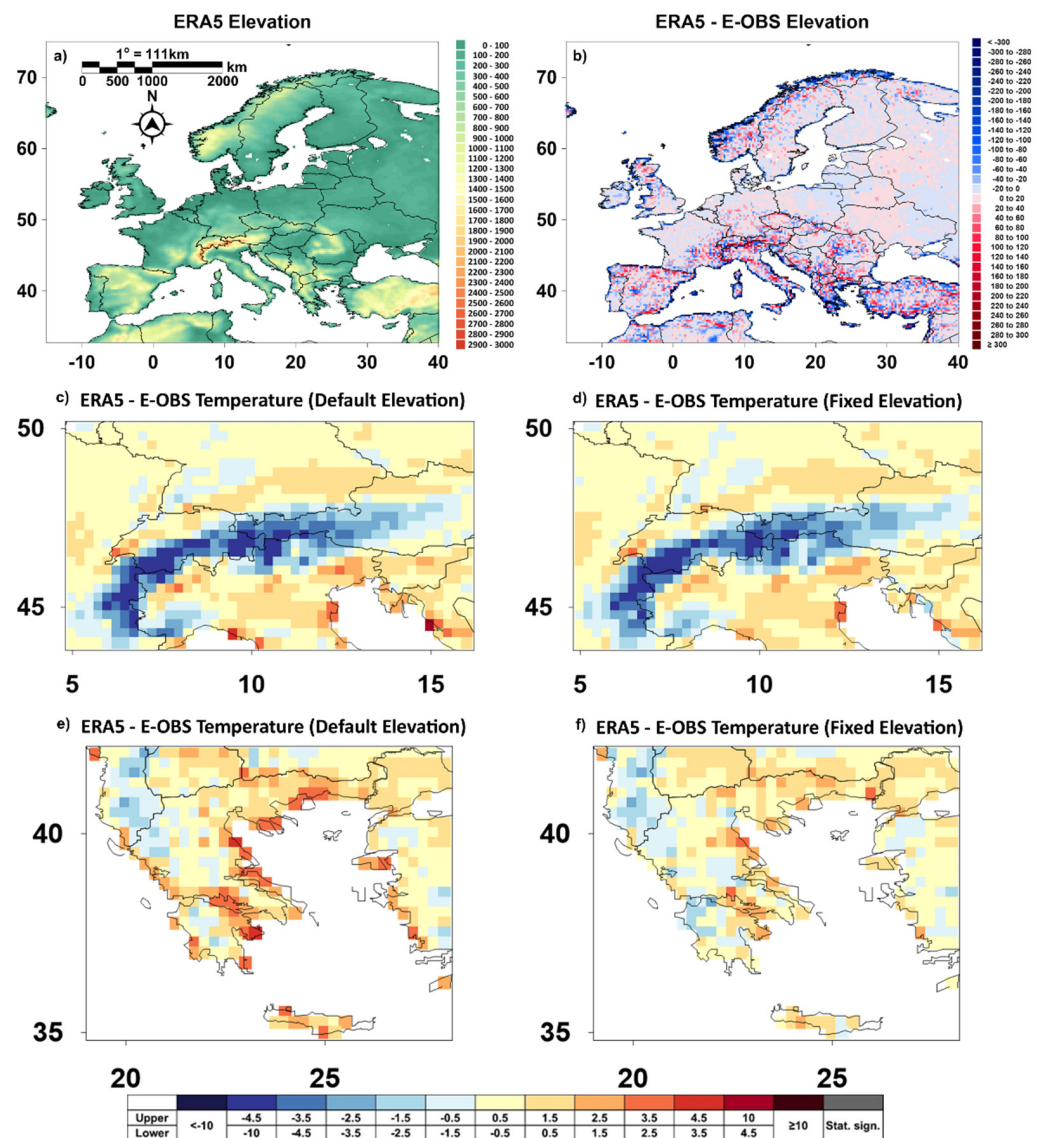 ERA5 Elevation
ERA5 - E-OBS Elevation
a)
1° = 111km
km
0 500 1000 2000
N
70
60
50
40
-10 0 10 20 30 40
0 - 100
100 - 200
200 - 300
300 - 400
400 - 500
500 - 600
600 - 700
700 - 800
800 - 900
900 - 1000
1000 - 1100
1100 - 1200
1200 - 1300
1300 - 1400
1400 - 1500
1500 - 1600
1600 - 1700
1700 - 1800
1800 - 1900
1900 - 2000
2000 - 2100
2100 - 2200
2200 - 2300
2300 - 2400
2400 - 2500
2500 - 2600
2600 - 2700
2700 - 2800
2800 - 2900
2900 - 3000
b)
70
60
50
40
-10 0 10 20 30 40
< -300
-300 to -280
-280 to -260
-260 to -240
-240 to -220
-220 to -200
-200 to -180
-180 to -160
-160 to -140
-140 to -120
-120 to -100
-100 to -80
-80 to -60
-60 to -40
-40 to -20
-20 to 0
0 to 20
20 to 40
40 to 60
60 to 80
80 to 100
100 to 120
120 to 140
140 to 160
160 to 180
180 to 200
200 to 220
220 to 240
240 to 260
260 to 280
280 to 300
≥ 300
c) ERA5 - E-OBS Temperature (Default Elevation)
50
45
5 10 15
d) ERA5 - E-OBS Temperature (Fixed Elevation)
50
45
5 10 15
e) ERA5 - E-OBS Temperature (Default Elevation)
40
35
20 25
f) ERA5 - E-OBS Temperature (Fixed Elevation)
40
35
20 25
Upper <-10 -4.5 -3.5 -2.5 -1.5 -0.5 0.5 1.5 2.5 3.5 4.5 10 ≥10 Stat. sign.
Lower -10 -4.5 -3.5 -2.5 -1.5 -0.5 0.5 1.5 2.5 3.5 4.5